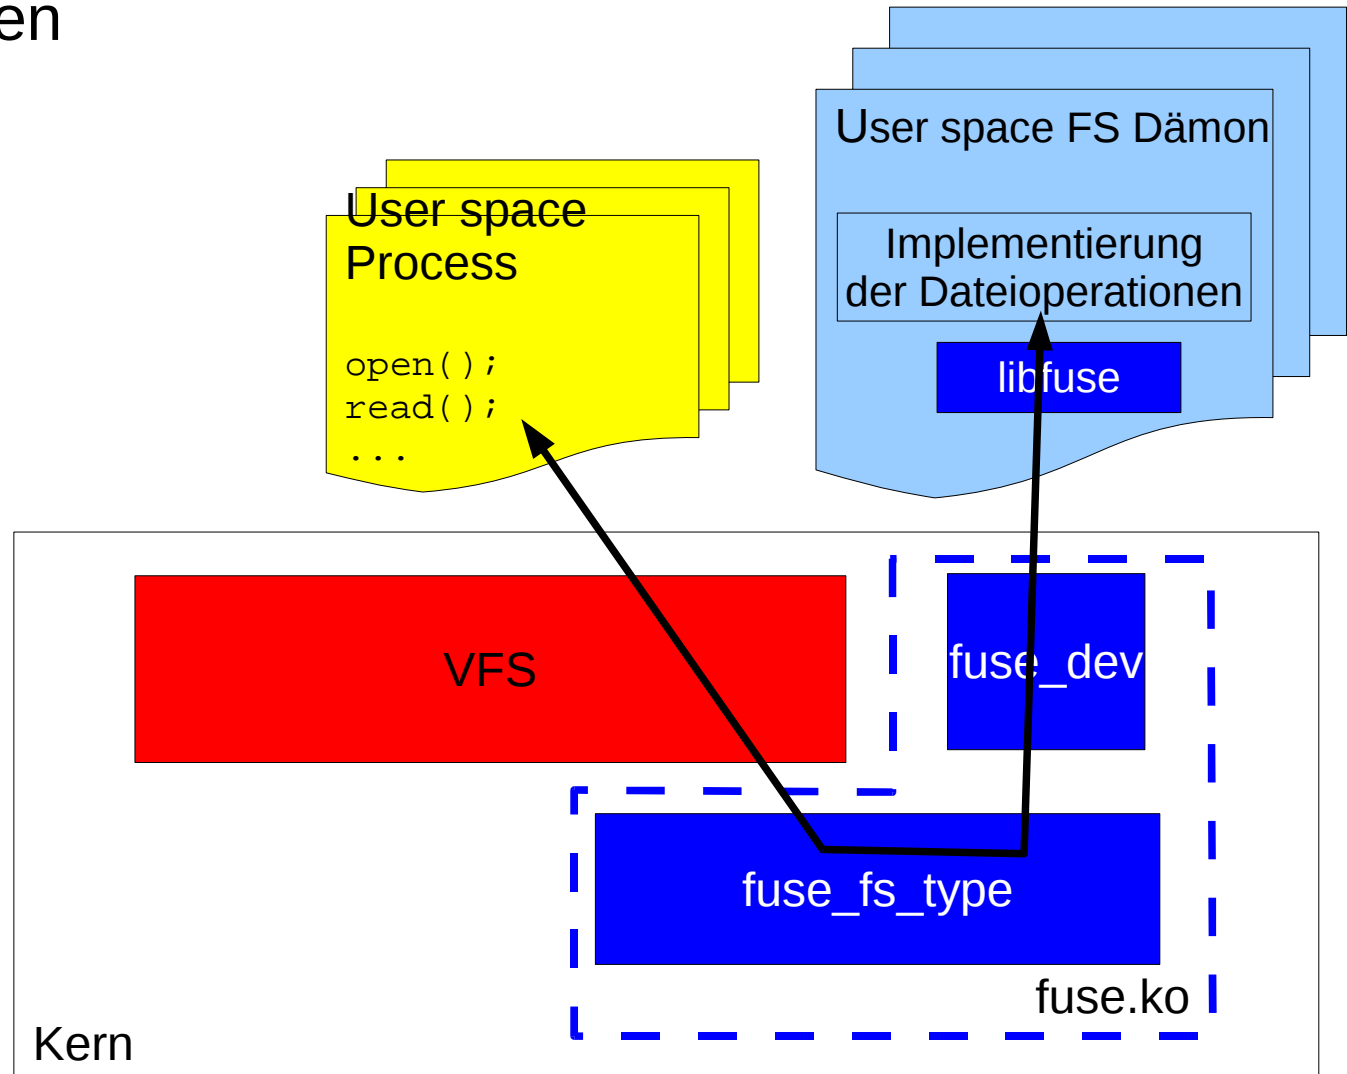 en
User space FS Dämon
Implementierung
der Dateioperationen
libfuse
User space
Process
open();
read();
...
VFS
fuse_dev
fuse_fs_type
fuse.ko
Kern